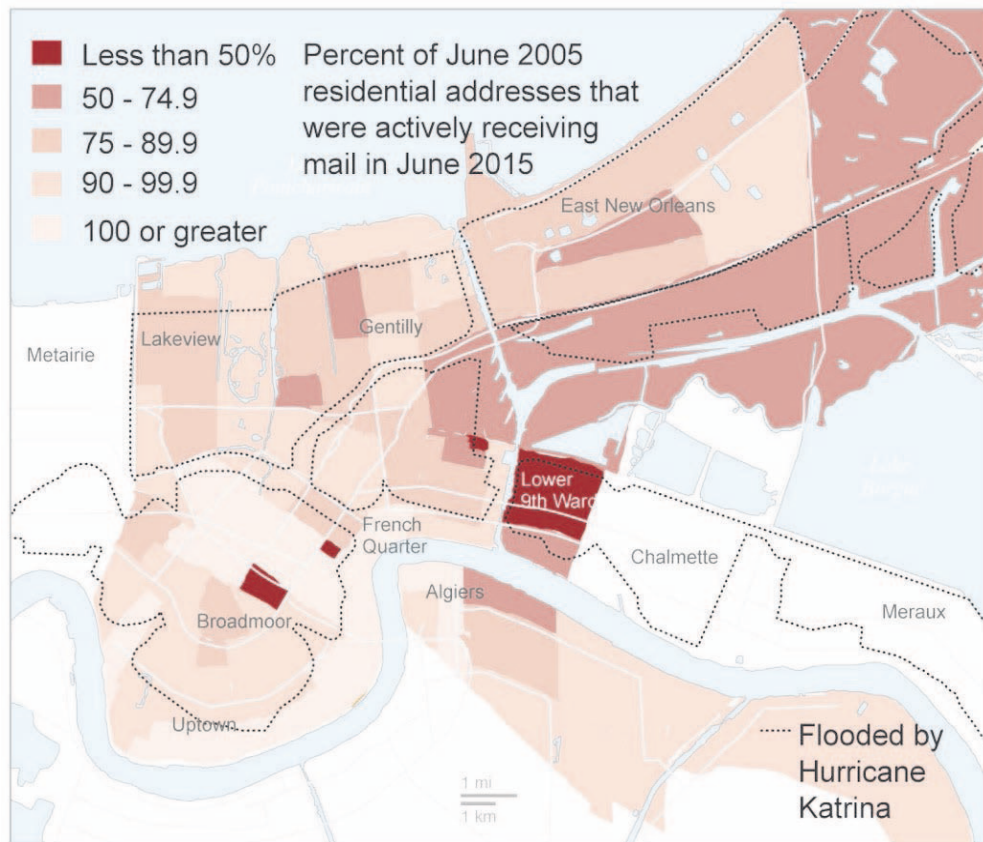 Less than 50%
50 - 74.9
75 - 89.9
90 - 99.9
100 or greater
Percent of June 2005
residential addresses that
were actively receiving
mail in June 2015
East New Orleans
Gentilly
Lakeview
Metairie
Lower
9th Ward
French
Quarter
Chalmette
Algiers
Meraux
Broadmoor
Uptown
1 mi
1 km
Flooded by
Hurricane
Katrina